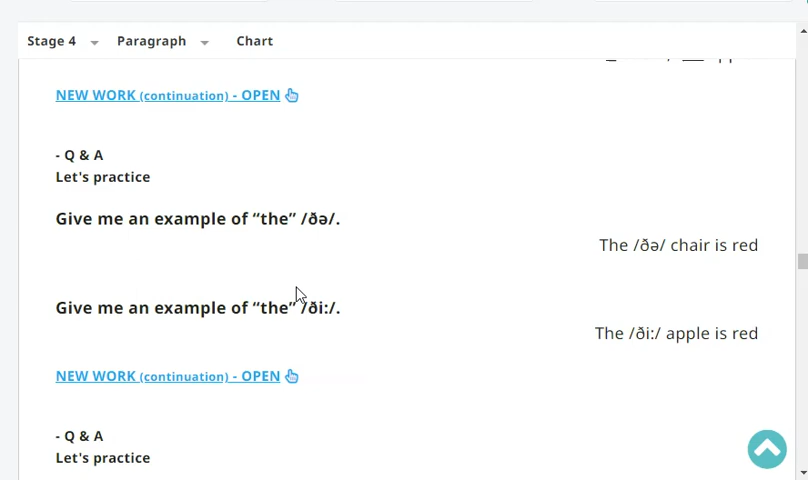 Stage 4 Paragraph Chart
NEW WORK (continuation) - OPEN
- Q & A
Let's practice
Give me an example of “the” /ðə/.
The /ðə/ chair is red
Give me an example of “the” /ði:/.
The /ði:/ apple is red
NEW WORK (continuation) - OPEN
- Q & A
Let's practice